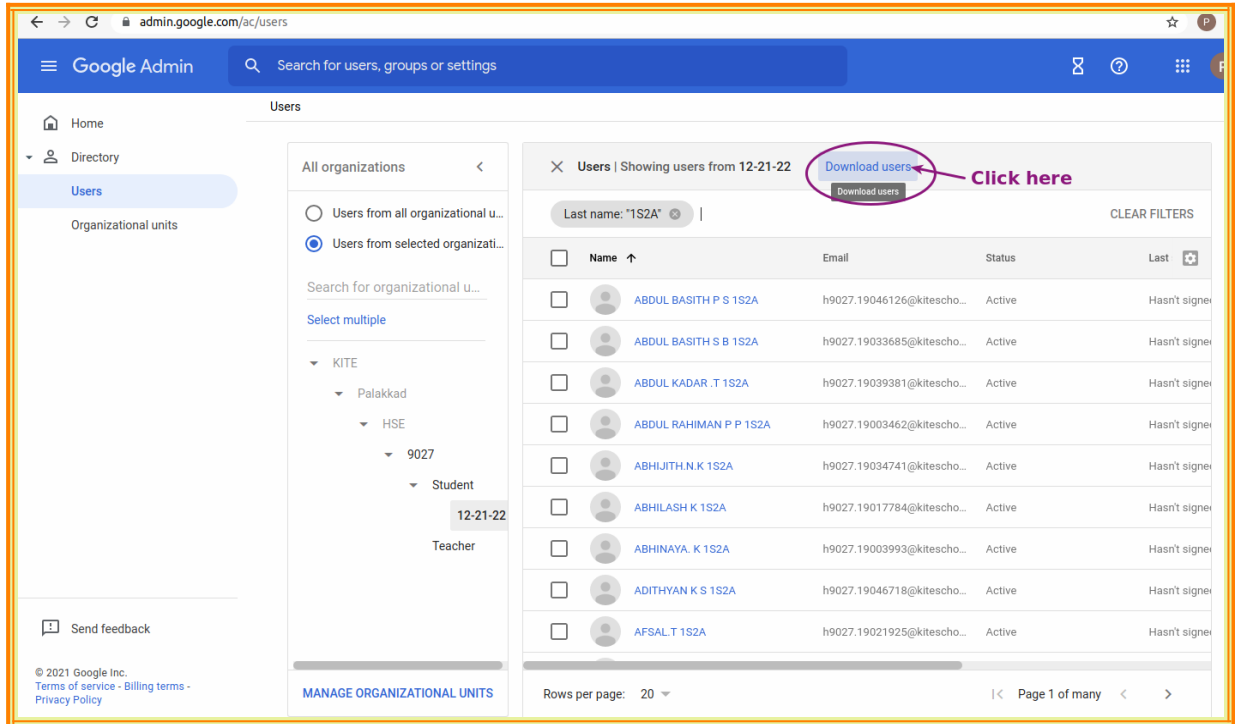 admin.google.com/ac/users
P
Google Admin
Search for users, groups or settings
Users
Home
Directory
Users
Organizational units
All organizations
Users from all organizational u...
Users from selected organizati...
Search for organizational u...
Select multiple
KITE
Palakkad
HSE
9027
Student
12-21-22
Teacher
MANAGE ORGANIZATIONAL UNITS
Users | Showing users from 12-21-22
Download users
Click here
Download users
Last name: "1S2A"
CLEAR FILTERS
Name Email Status Last
ABDUL BASITH P S 1S2A h9027.19046126@kitescho... Active Hasn't signe
ABDUL BASITH S B 1S2A h9027.19033685@kitescho... Active Hasn't signe
ABDUL KADAR .T 1S2A h9027.19039381@kitescho... Active Hasn't signe
ABDUL RAHIMAN P P 1S2A h9027.19003462@kitescho... Active Hasn't signe
ABHIJITH.N.K 1S2A h9027.19034741@kitescho... Active Hasn't signe
ABHILASH K 1S2A h9027.19017784@kitescho... Active Hasn't signe
ABHINAYA. K 1S2A h9027.19003993@kitescho... Active Hasn't signe
ADITHYAN K S 1S2A h9027.19046718@kitescho... Active Hasn't signe
AFSAL.T 1S2A h9027.19021925@kitescho... Active Hasn't signe
Rows per page: 20
Page 1 of many
Send feedback
© 2021 Google Inc.
Terms of service - Billing terms -
Privacy Policy